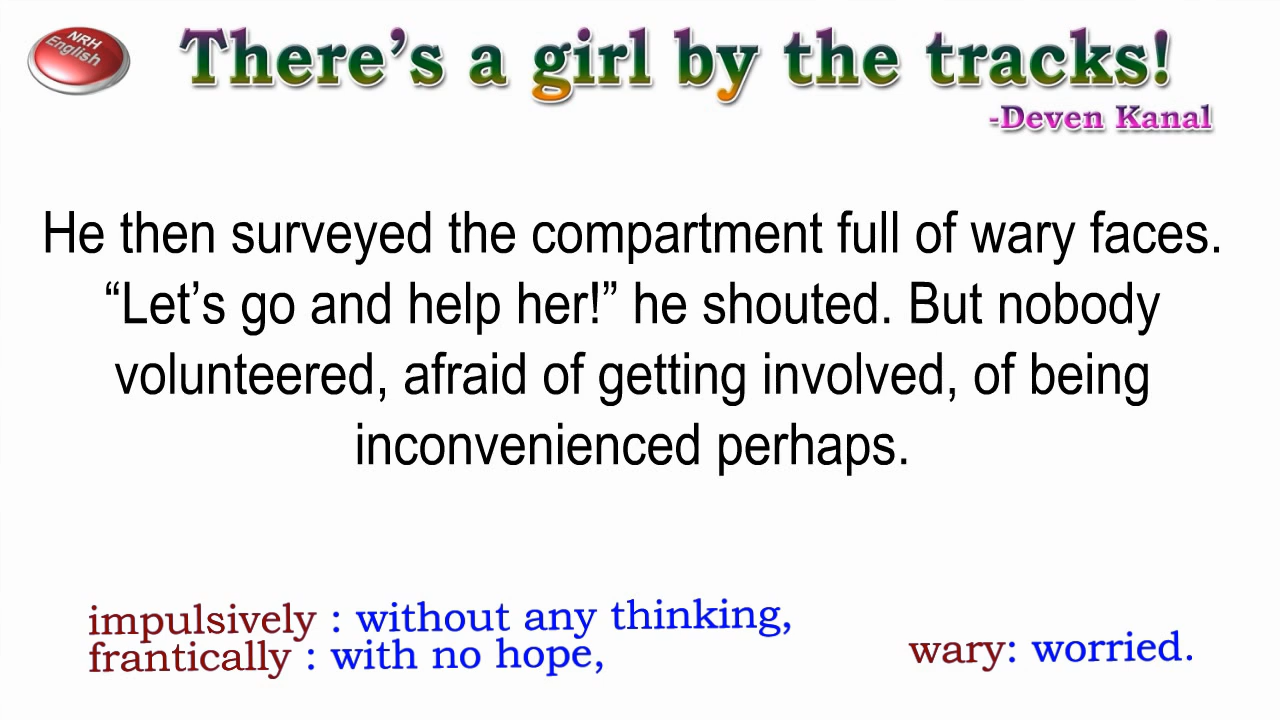 NRH
English
There’s a girl by the tracks!
-Deven Kanal
He then surveyed the compartment full of wary faces.
“Let’s go and help her!” he shouted. But nobody
volunteered, afraid of getting involved, of being
inconvenienced perhaps.
impulsively : without any thinking,
frantically : with no hope,
wary: worried.